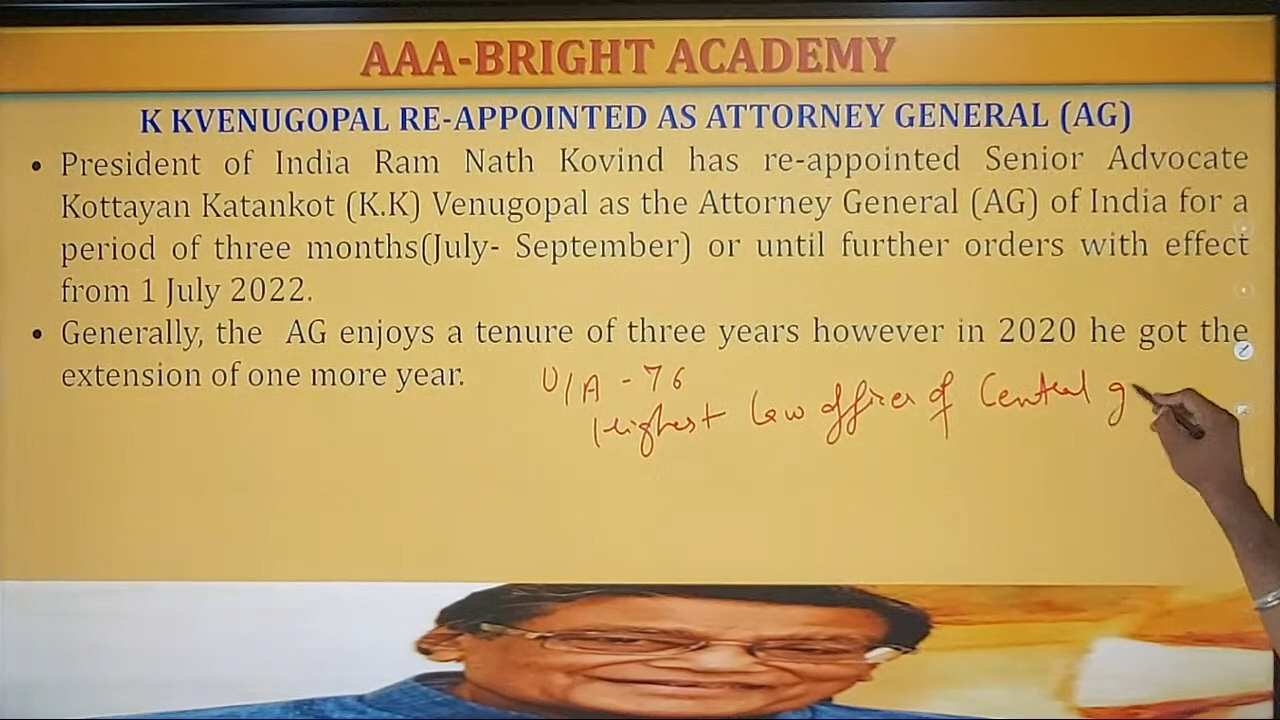 AAA-BRIGHT ACADEMY
K KVENUGOPAL RE-APPOINTED AS ATTORNEY GENERAL (AG)
• President of India Ram Nath Kovind has re-appointed Senior Advocate
Kottayan Katankot (K.K) Venugopal as the Attorney General (AG) of India for a
period of three months(July- September) or until further orders with effect
from 1 July 2022.
• Generally, the AG enjoys a tenure of three years however in 2020 he got the
extension of one more year.
U/A - 76
Highest law officer of Central g